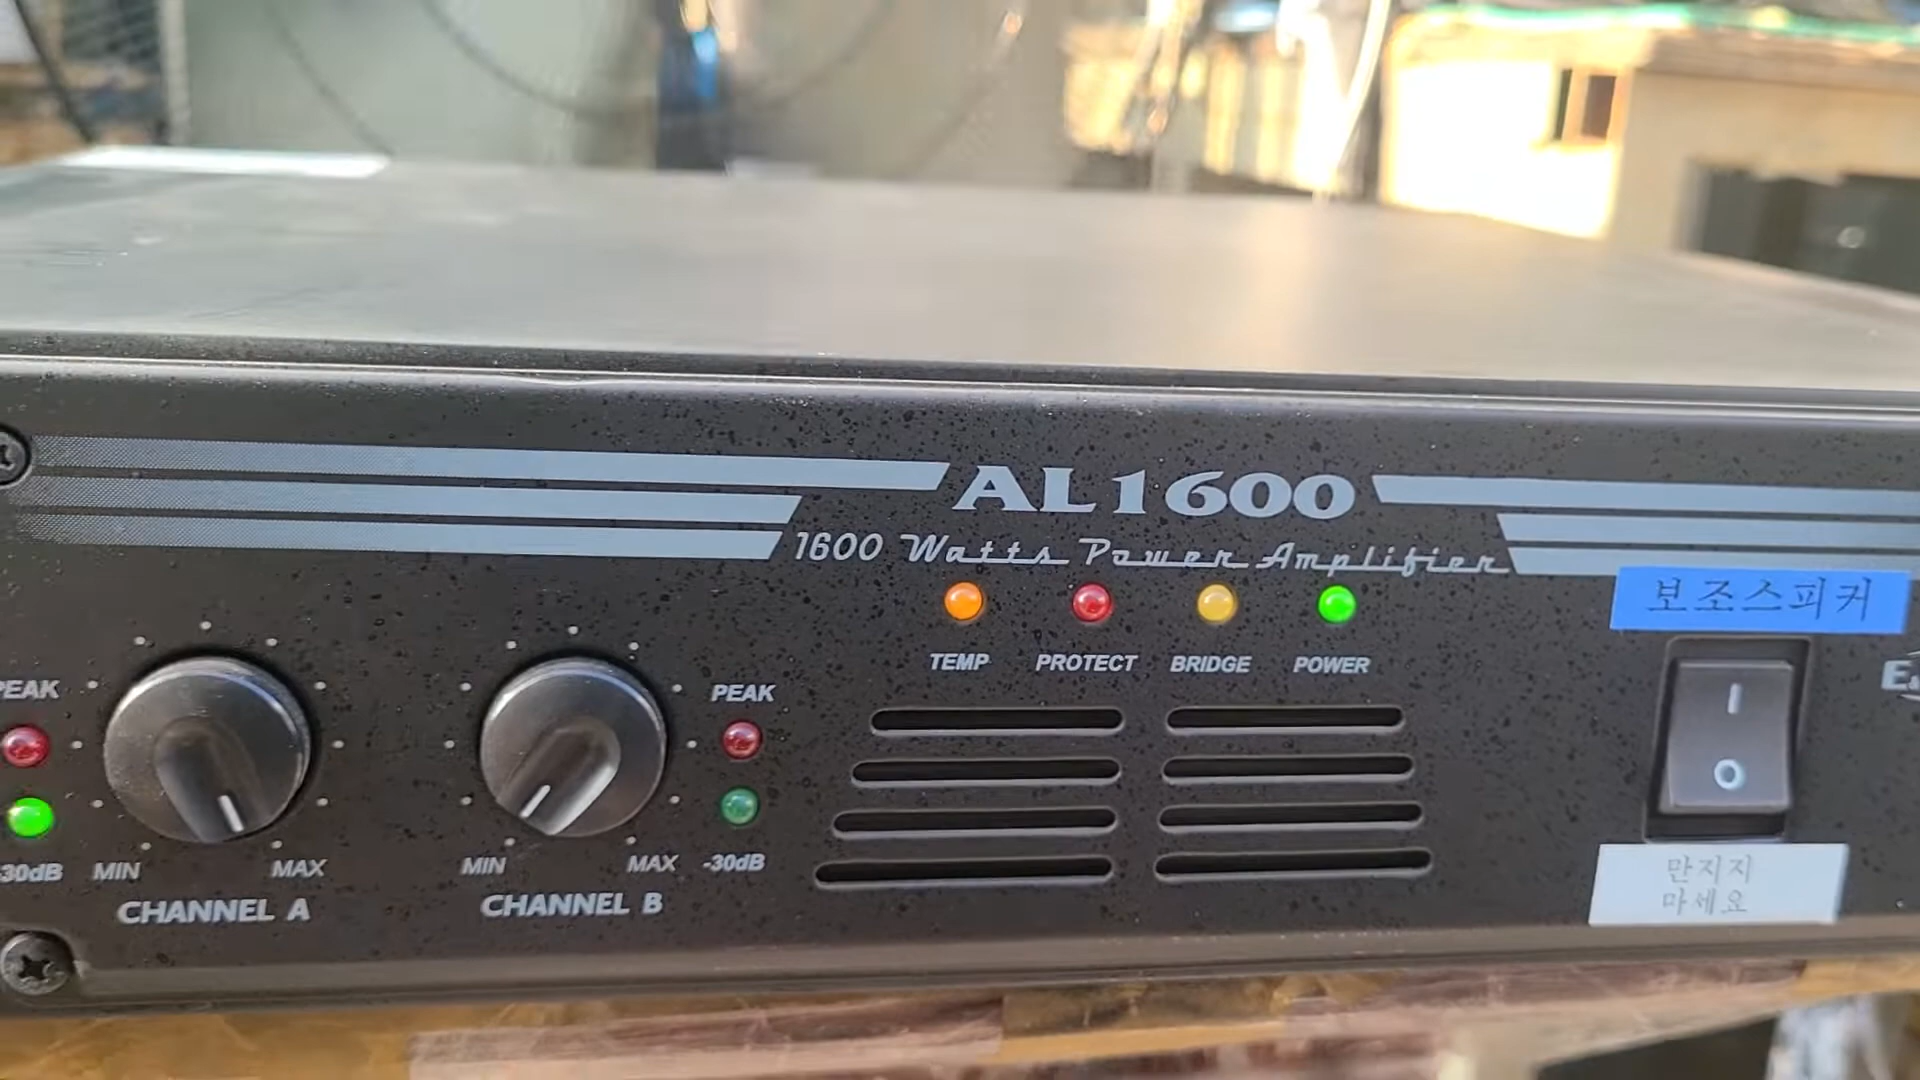 AL1600
1600 Watts Power Amplifier
보조스피커
TEMP PROTECT BRIDGE POWER
PEAK
PEAK
-30dB
MIN MAX
CHANNEL A
MIN MAX
CHANNEL B
-30dB
I
O
만지지
마세요